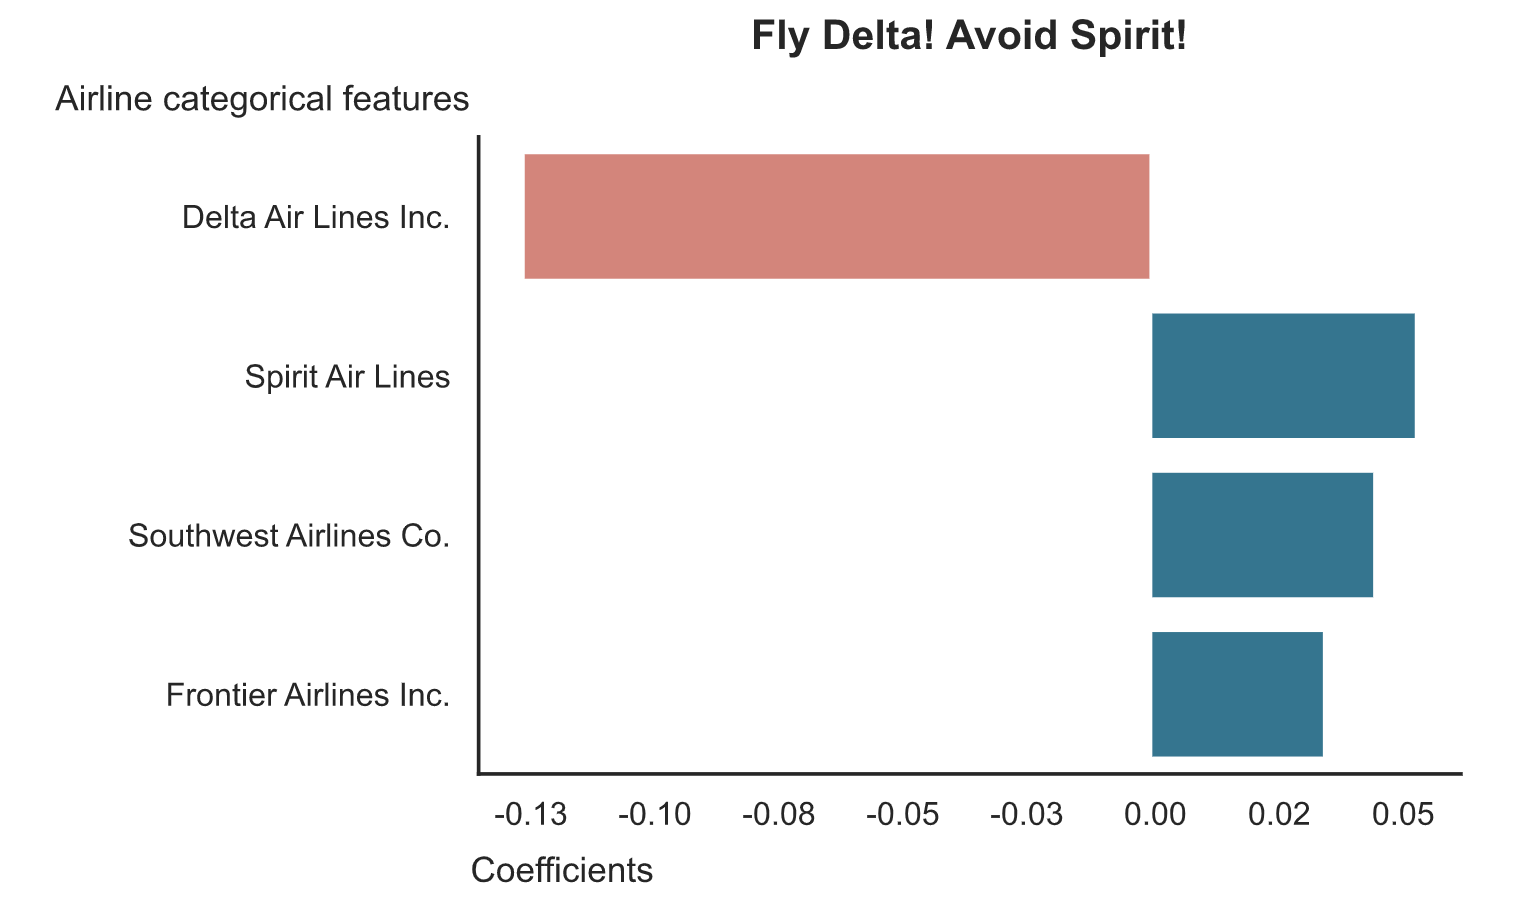 Fly Delta! Avoid Spirit!
Airline categorical features
Delta Air Lines Inc.
Spirit Air Lines
Southwest Airlines Co.
Frontier Airlines Inc.
-0.13 -0.10 -0.08 -0.05 -0.03 0.00 0.02 0.05
Coefficients